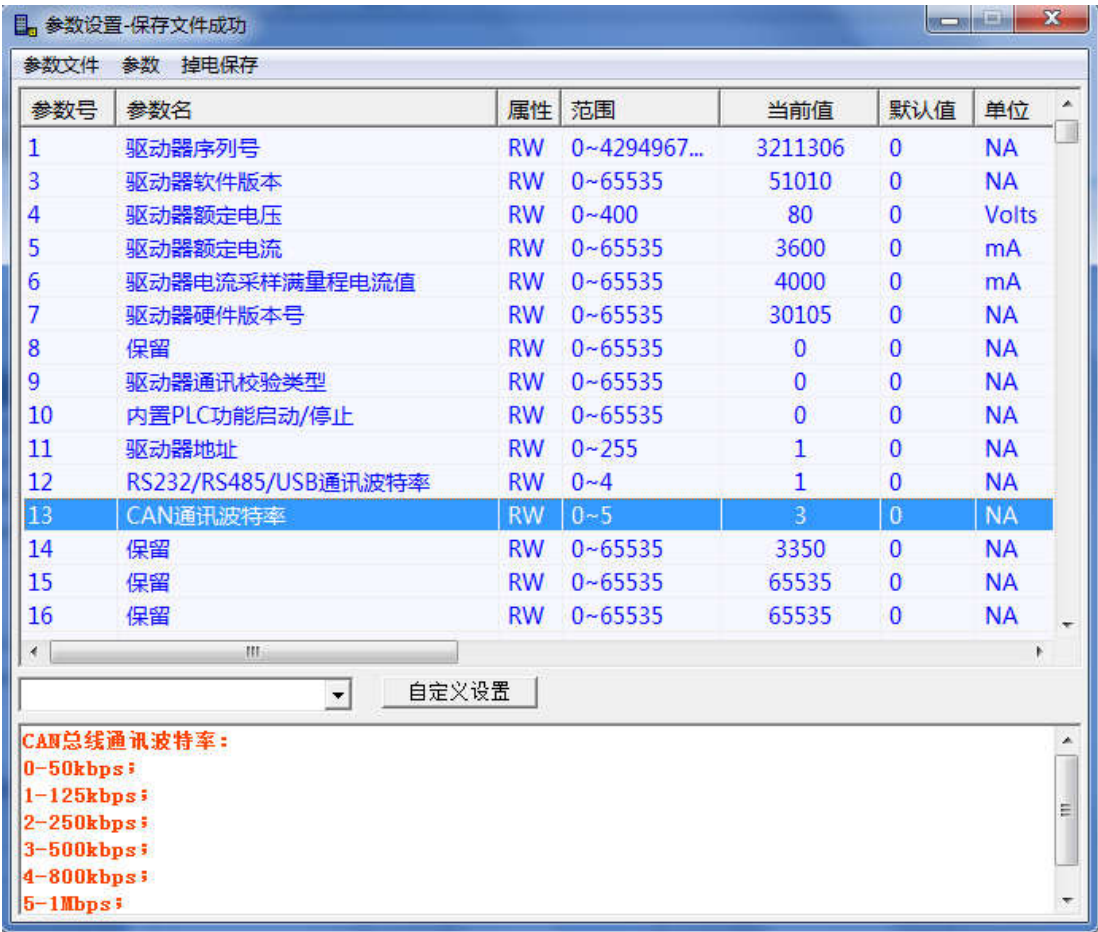 参数设置-保存文件成功
参数文件 参数 掉电保存
参数号 参数名 属性 范围 当前值 默认值 单位
1 驱动器序列号 RW 0~4294967... 3211306 0 NA
3 驱动器软件版本 RW 0~65535 51010 0 NA
4 驱动器额定电压 RW 0~400 80 0 Volts
5 驱动器额定电流 RW 0~65535 3600 0 mA
6 驱动器电流采样满量程电流值 RW 0~65535 4000 0 mA
7 驱动器硬件版本号 RW 0~65535 30105 0 NA
8 保留 RW 0~65535 0 0 NA
9 驱动器通讯校验类型 RW 0~65535 0 0 NA
10 内置PLC功能启动/停止 RW 0~65535 0 0 NA
11 驱动器地址 RW 0~255 1 0 NA
12 RS232/RS485/USB通讯波特率 RW 0~4 1 0 NA
13 CAN通讯波特率 RW 0~5 3 0 NA
14 保留 RW 0~65535 3350 0 NA
15 保留 RW 0~65535 65535 0 NA
16 保留 RW 0~65535 65535 0 NA
自定义设置
CAN总线通讯波特率:
0-50kbps;
1-125kbps;
2-250kbps;
3-500kbps;
4-800kbps;
5-1Mbps;